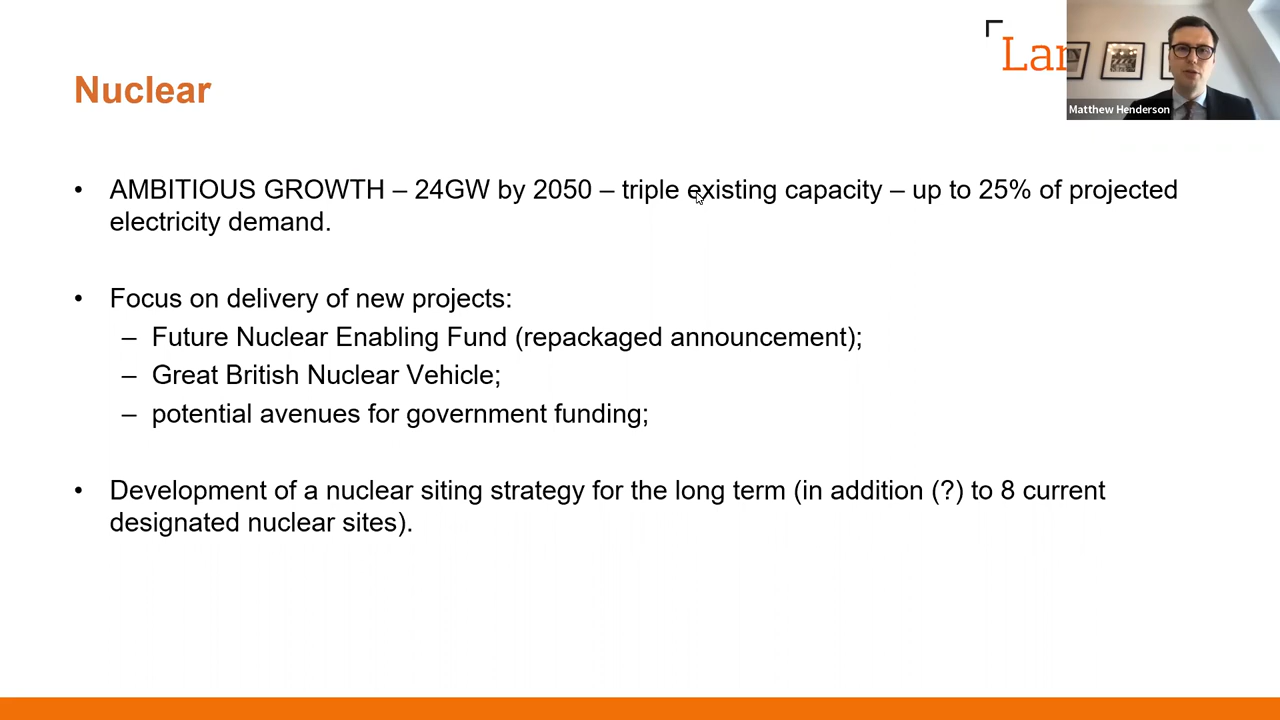 Lan
Matthew Henderson
Nuclear
• AMBITIOUS GROWTH – 24GW by 2050 – triple existing capacity – up to 25% of projected
electricity demand.
• Focus on delivery of new projects:
– Future Nuclear Enabling Fund (repackaged announcement);
– Great British Nuclear Vehicle;
– potential avenues for government funding;
• Development of a nuclear siting strategy for the long term (in addition (?) to 8 current
designated nuclear sites).